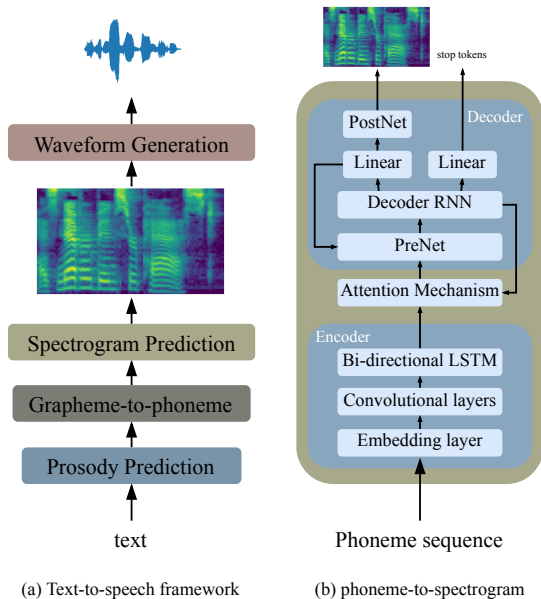 Waveform Generation
Spectrogram Prediction
Grapheme-to-phoneme
Prosody Prediction
text
(a) Text-to-speech framework
stop tokens
Decoder
PostNet
Linear
Linear
Decoder RNN
PreNet
Attention Mechanism
Encoder
Bi-directional LSTM
Convolutional layers
Embedding layer
Phoneme sequence
(b) phoneme-to-spectrogram